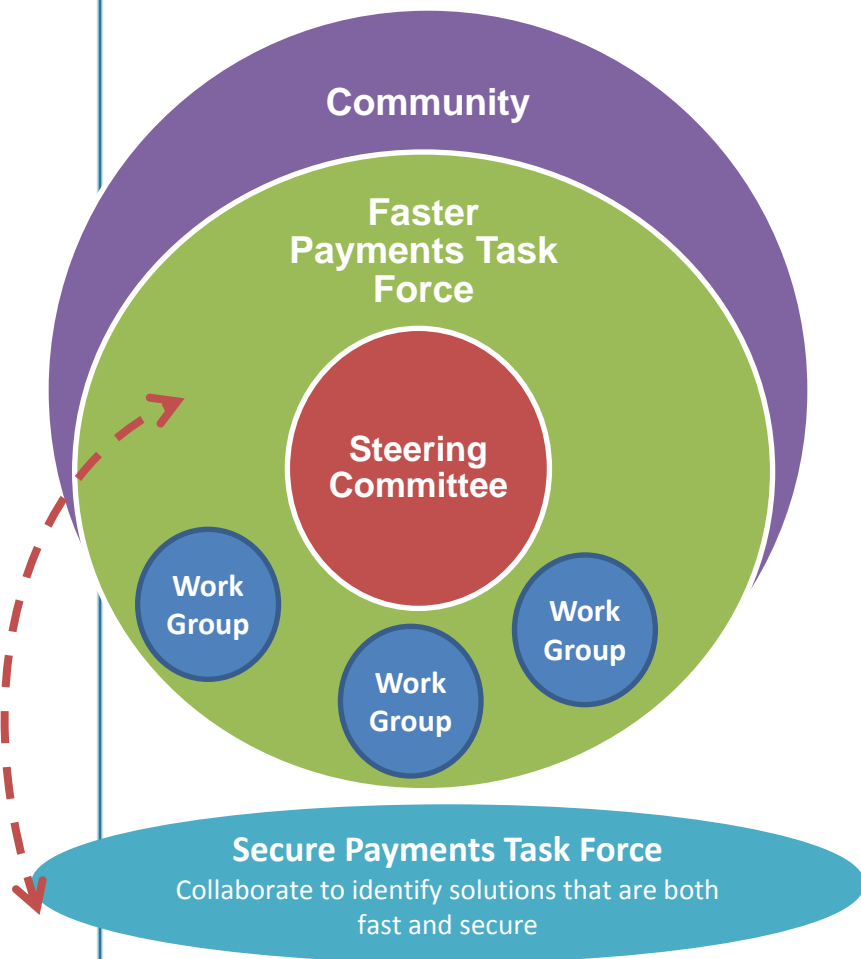 Community
Faster
Payments Task
Force
Steering
Committee
Work
Group
Work
Group
Work
Group
Secure Payments Task Force
Collaborate to identify solutions that are both
fast and secure